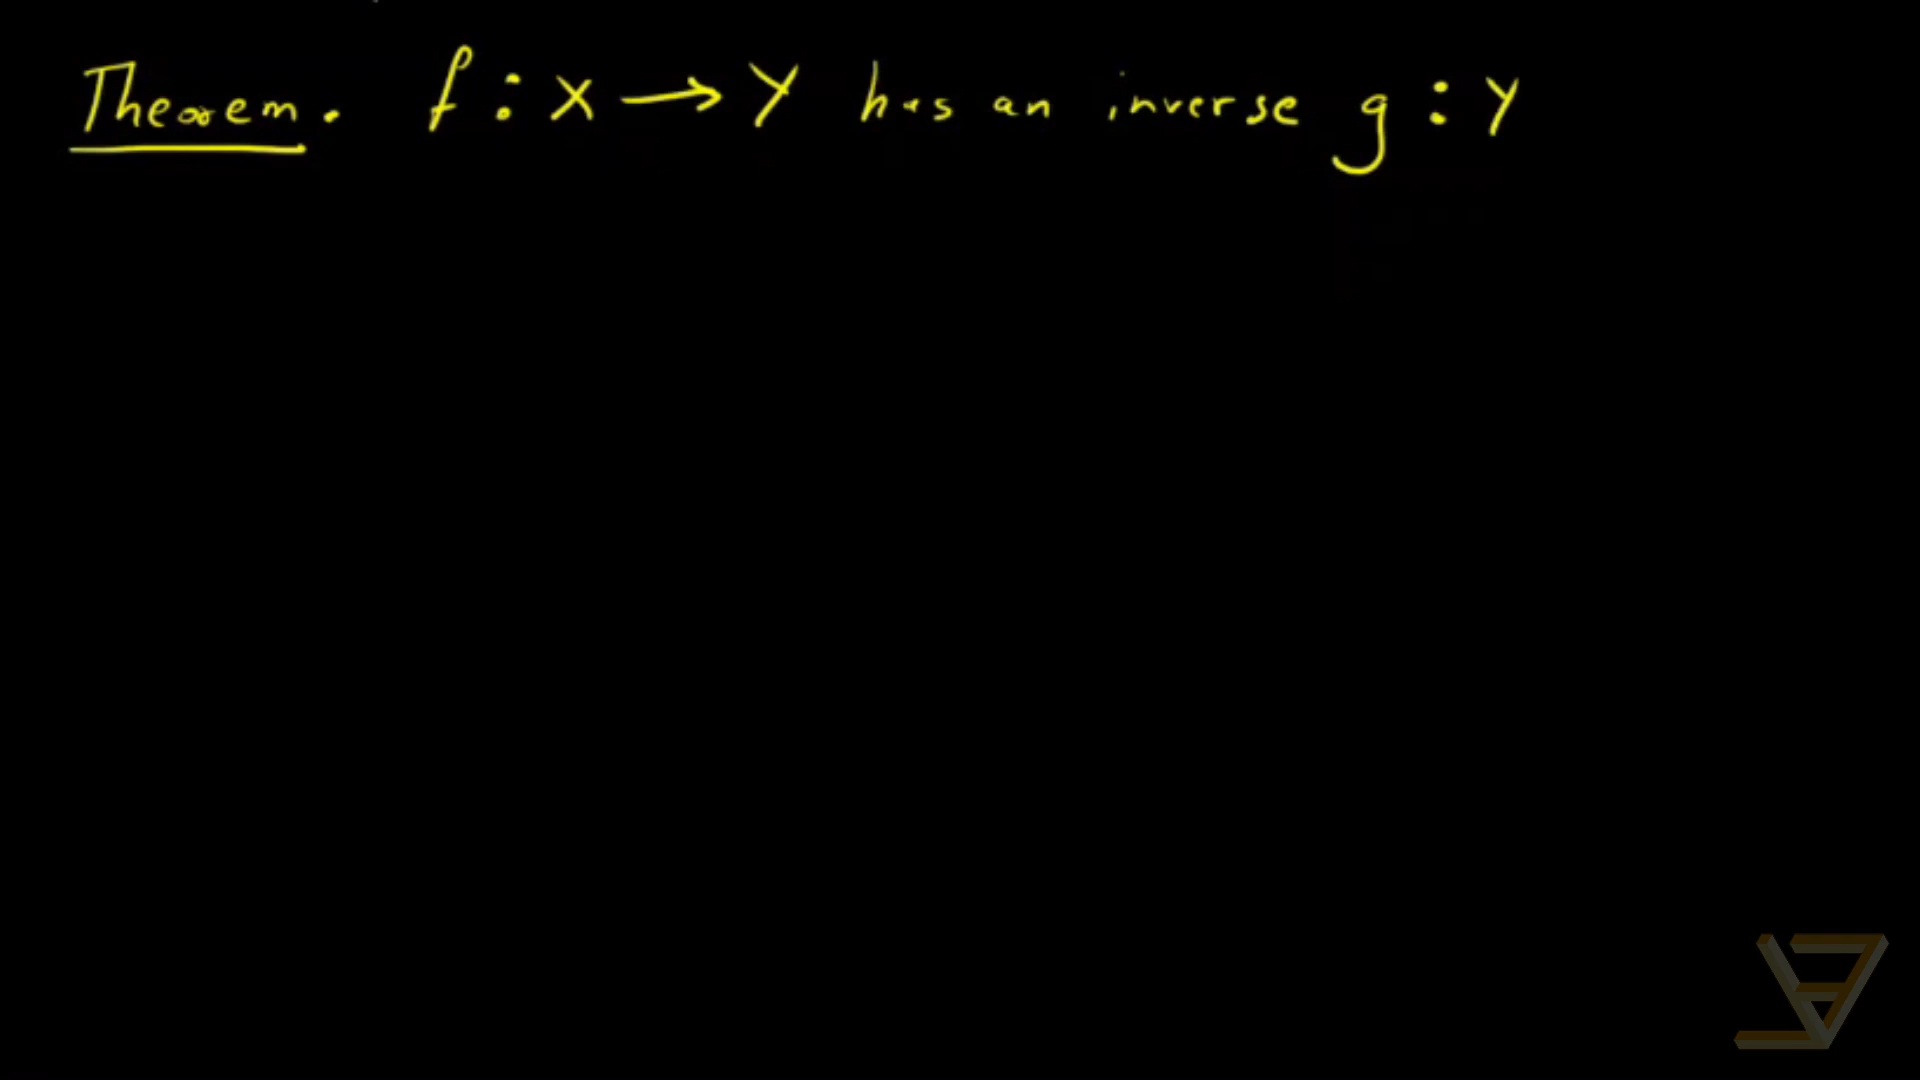 Theorem. f : X → Y has an inverse g : Y